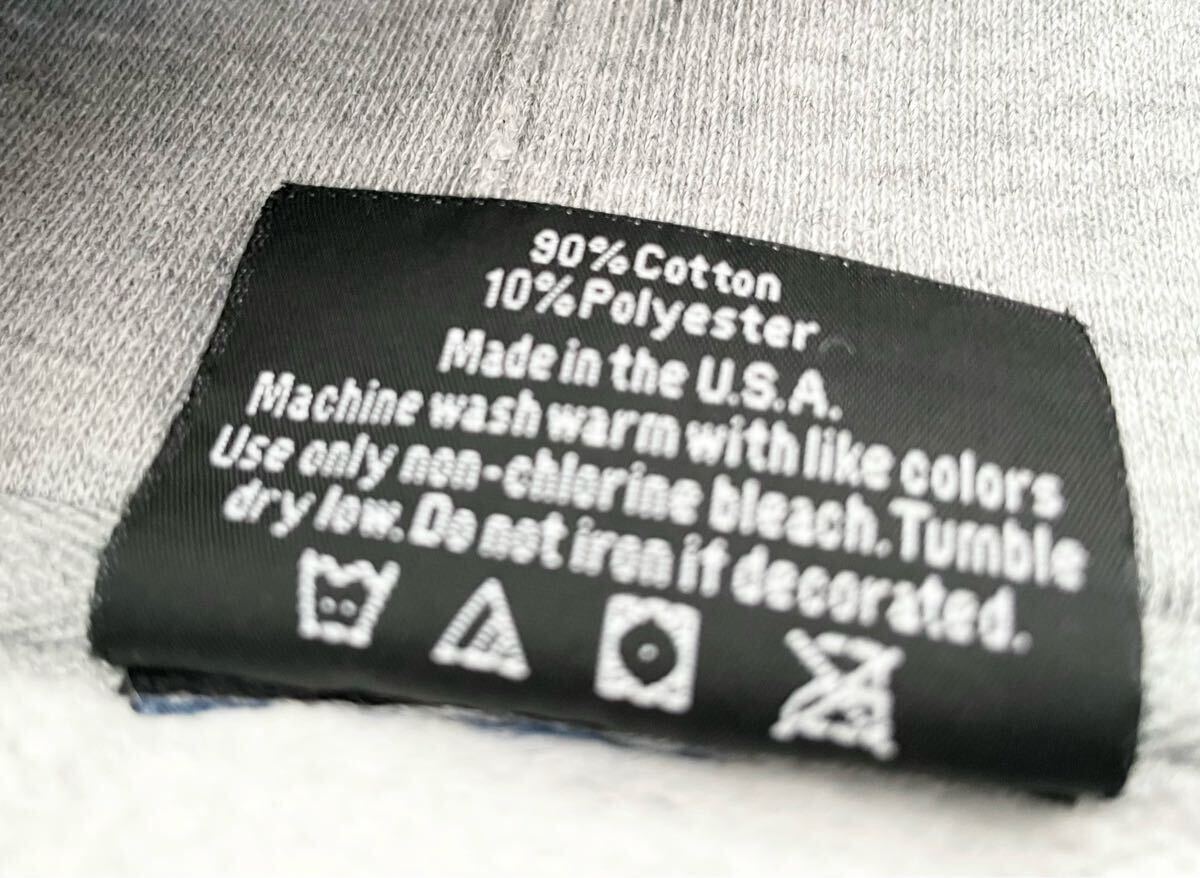 90% Cotton
10% Polyester
Made in the U.S.A.
Machine wash warm with like colors
Use only non-chlorine bleach. Tumble
dry low. Do not iron if decorated.